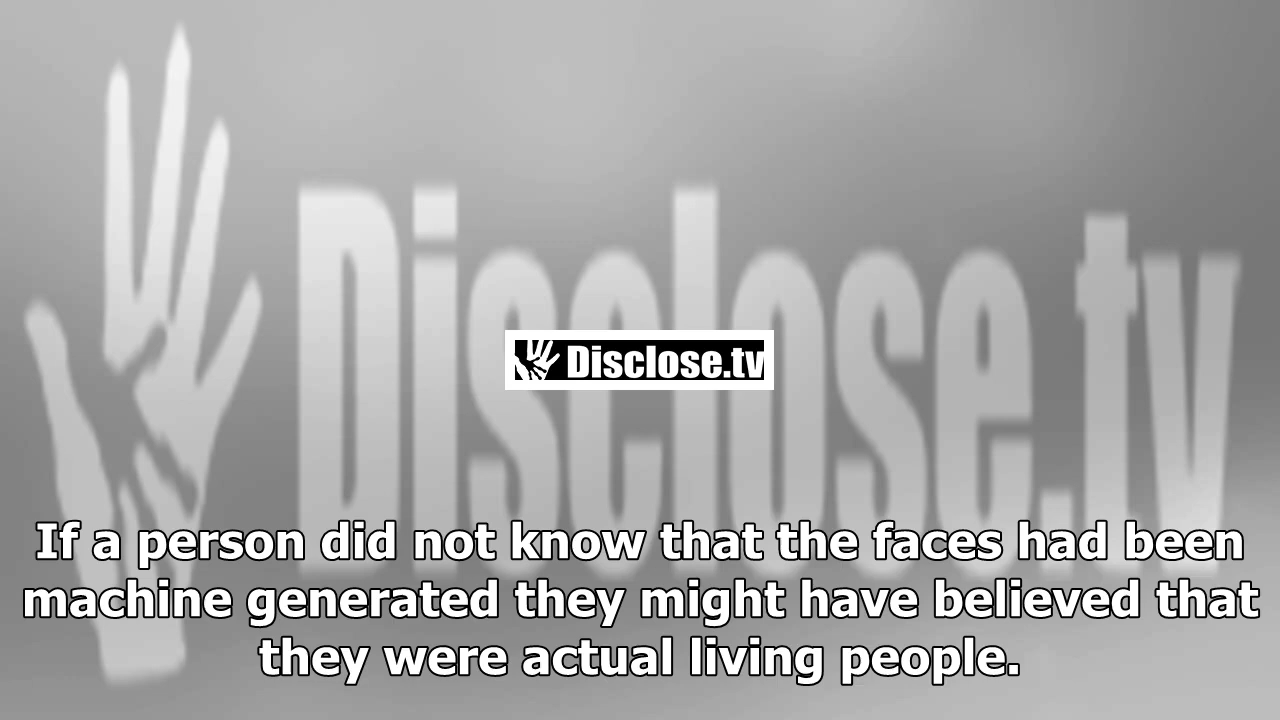 Disclose.tv
Disclose.tv
If a person did not know that the faces had been
machine generated they might have believed that
they were actual living people.